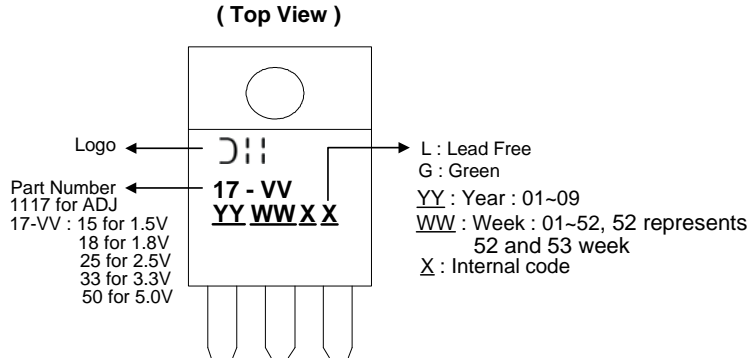 ( Top View )
Logo
Part Number
1117 for ADJ
17-VV : 15 for 1.5V
18 for 1.8V
25 for 2.5V
33 for 3.3V
50 for 5.0V
17 - VV
YY WW X X
L : Lead Free
G : Green
YY : Year : 01~09
WW : Week : 01~52, 52 represents
52 and 53 week
X : Internal code